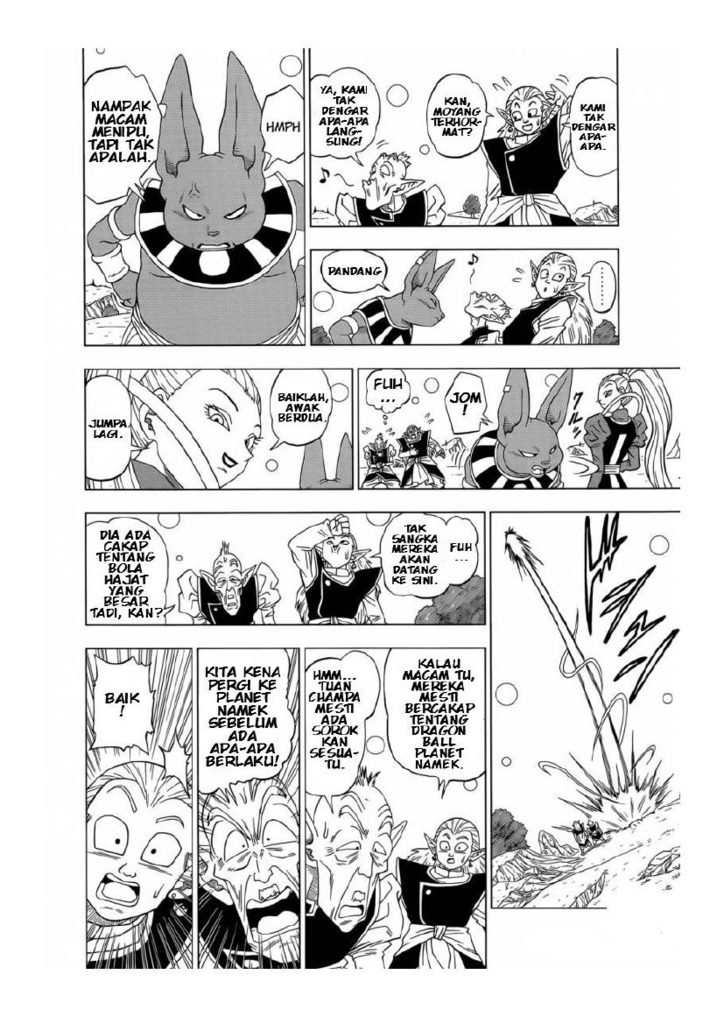 KAMI
TAK
DENGAR
APA-
APA.
KAN,
MOYANG
TERHOR-
MAT?
YA, KAMI
TAK
DENGAR
APA-APA
LANG-
SUNG!
PANDANG
HMPH
NAMPAK
MACAM
MENIPU,
TAPI TAK
APALAH.
クルッ
JOM
!
FUH
...
BAIKLAH,
AWAK
BERDUA.
JUMPA
LAGI.
FUH
...
TAK
SANGKA
MEREKA
AKAN
DATANG
KE SINI.
DIA ADA
CAKAP
TENTANG
BOLA
HAJAT
YANG
BESAR
TADI, KAN?
KALAU
MACAM TU,
MEREKA
MESTI
BERCAKAP
TENTANG
DRAGON
BALL
PLANET
NAMEK.
HMM...
TUAN
CHAMPA
MESTI
ADA
SOROK
KAN
SESUA-
TU.
KITA KENA
PERGI KE
PLANET
NAMEK
SEBELUM
ADA
APA-APA
BERLAKU!
BAIK
!